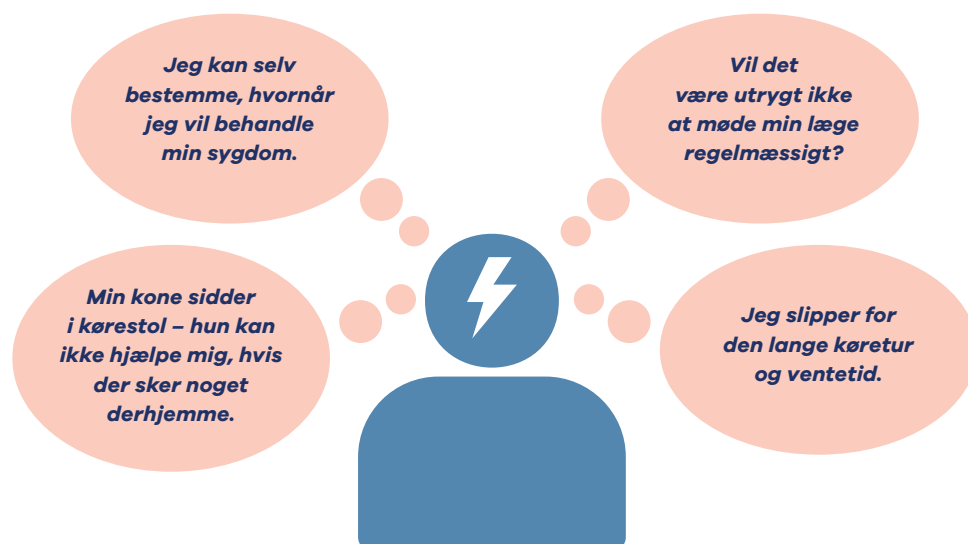 Jeg kan selv
bestemme, hvornår
jeg vil behandle
min sygdom.
Vil det
være utrygt ikke
at møde min læge
regelmæssigt?
Min kone sidder
i kørestol – hun kan
ikke hjælpe mig, hvis
der sker noget
derhjemme.
Jeg slipper for
den lange køretur
og ventetid.